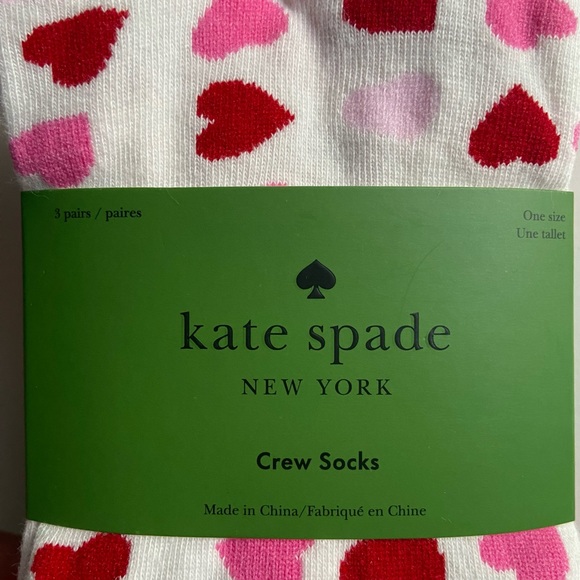 3 pairs / paires
One size
Une tallet
kate spade
NEW YORK
Crew Socks
Made in China/Fabriqué en Chine